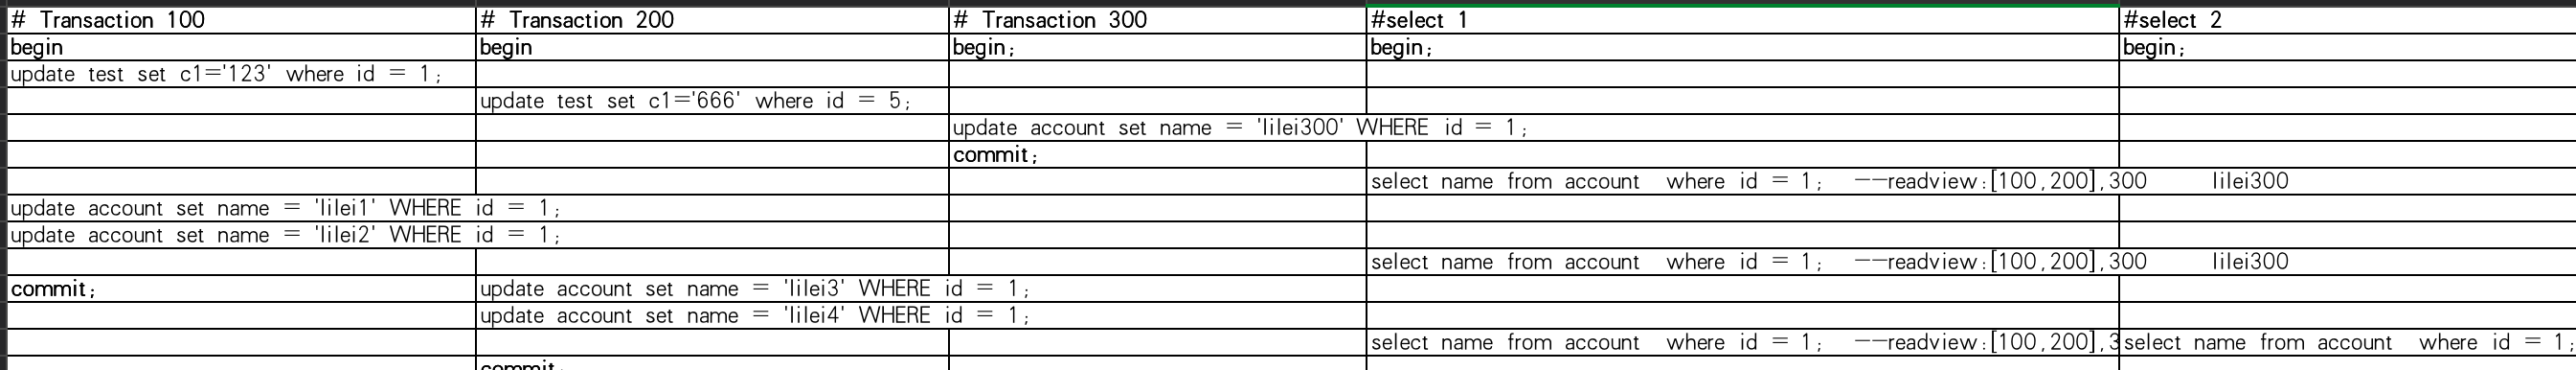 # Transaction 100 # Transaction 200 # Transaction 300 #select 1 #select 2
begin begin begin; begin; begin;
update test set c1='123' where id = 1;
update test set c1='666' where id = 5;
update account set name = 'lilei300' WHERE id = 1;
commit;
select name from account where id = 1; --readview:[100,200],300 lilei300
update account set name = 'lilei1' WHERE id = 1;
update account set name = 'lilei2' WHERE id = 1;
select name from account where id = 1; --readview:[100,200],300 lilei300
commit; update account set name = 'lilei3' WHERE id = 1;
update account set name = 'lilei4' WHERE id = 1;
select name from account where id = 1; --readview:[100,200],3 select name from account where id = 1;
commit;